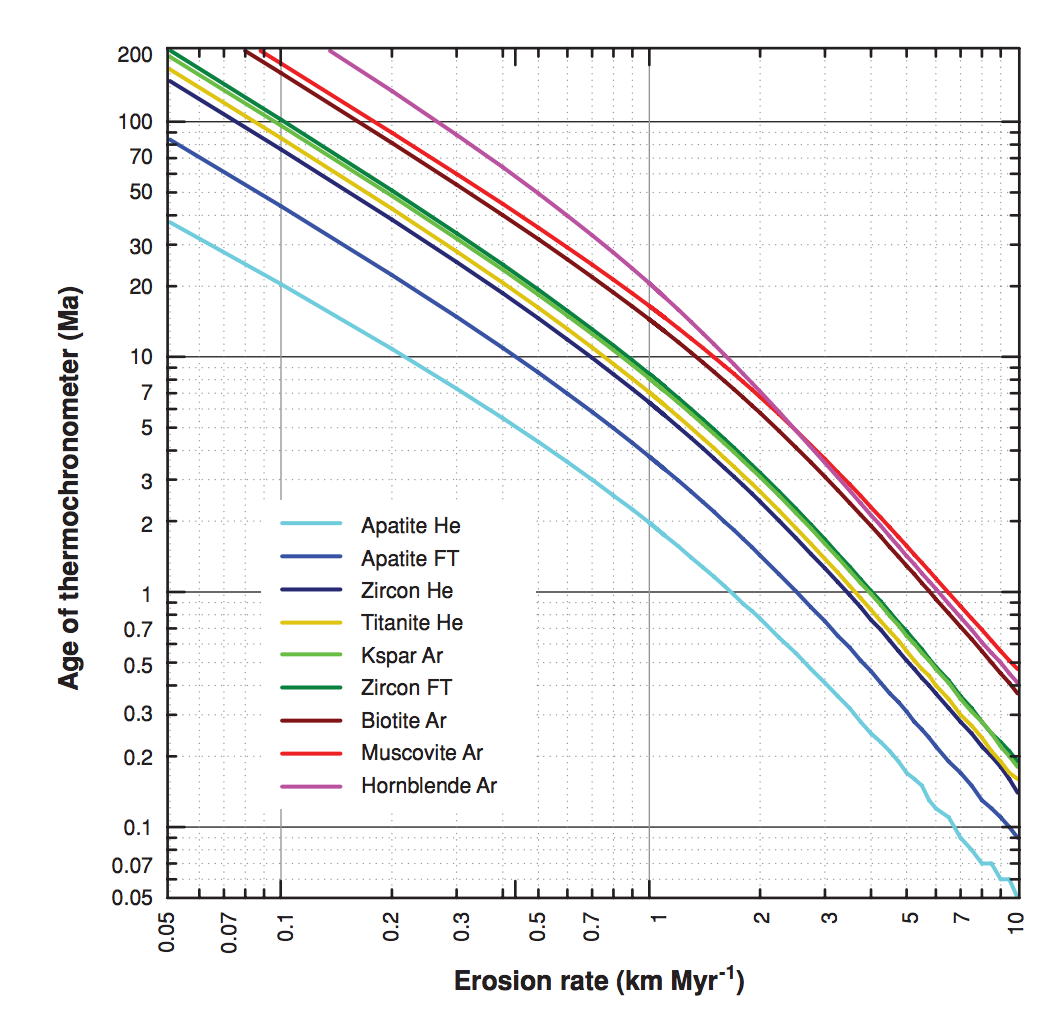 200
100
70
50
30
20
10
7
5
3
2
1
0.7
0.5
0.3
0.2
0.1
0.07
0.05
Age of thermochronometer (Ma)
Apatite He
Apatite FT
Zircon He
Titanite He
Kspar Ar
Zircon FT
Biotite Ar
Muscovite Ar
Hornblende Ar
0.05 0.07 0.1 0.2 0.3 0.5 0.7 1 2 3 5 7 10
Erosion rate (km Myr⁻¹)